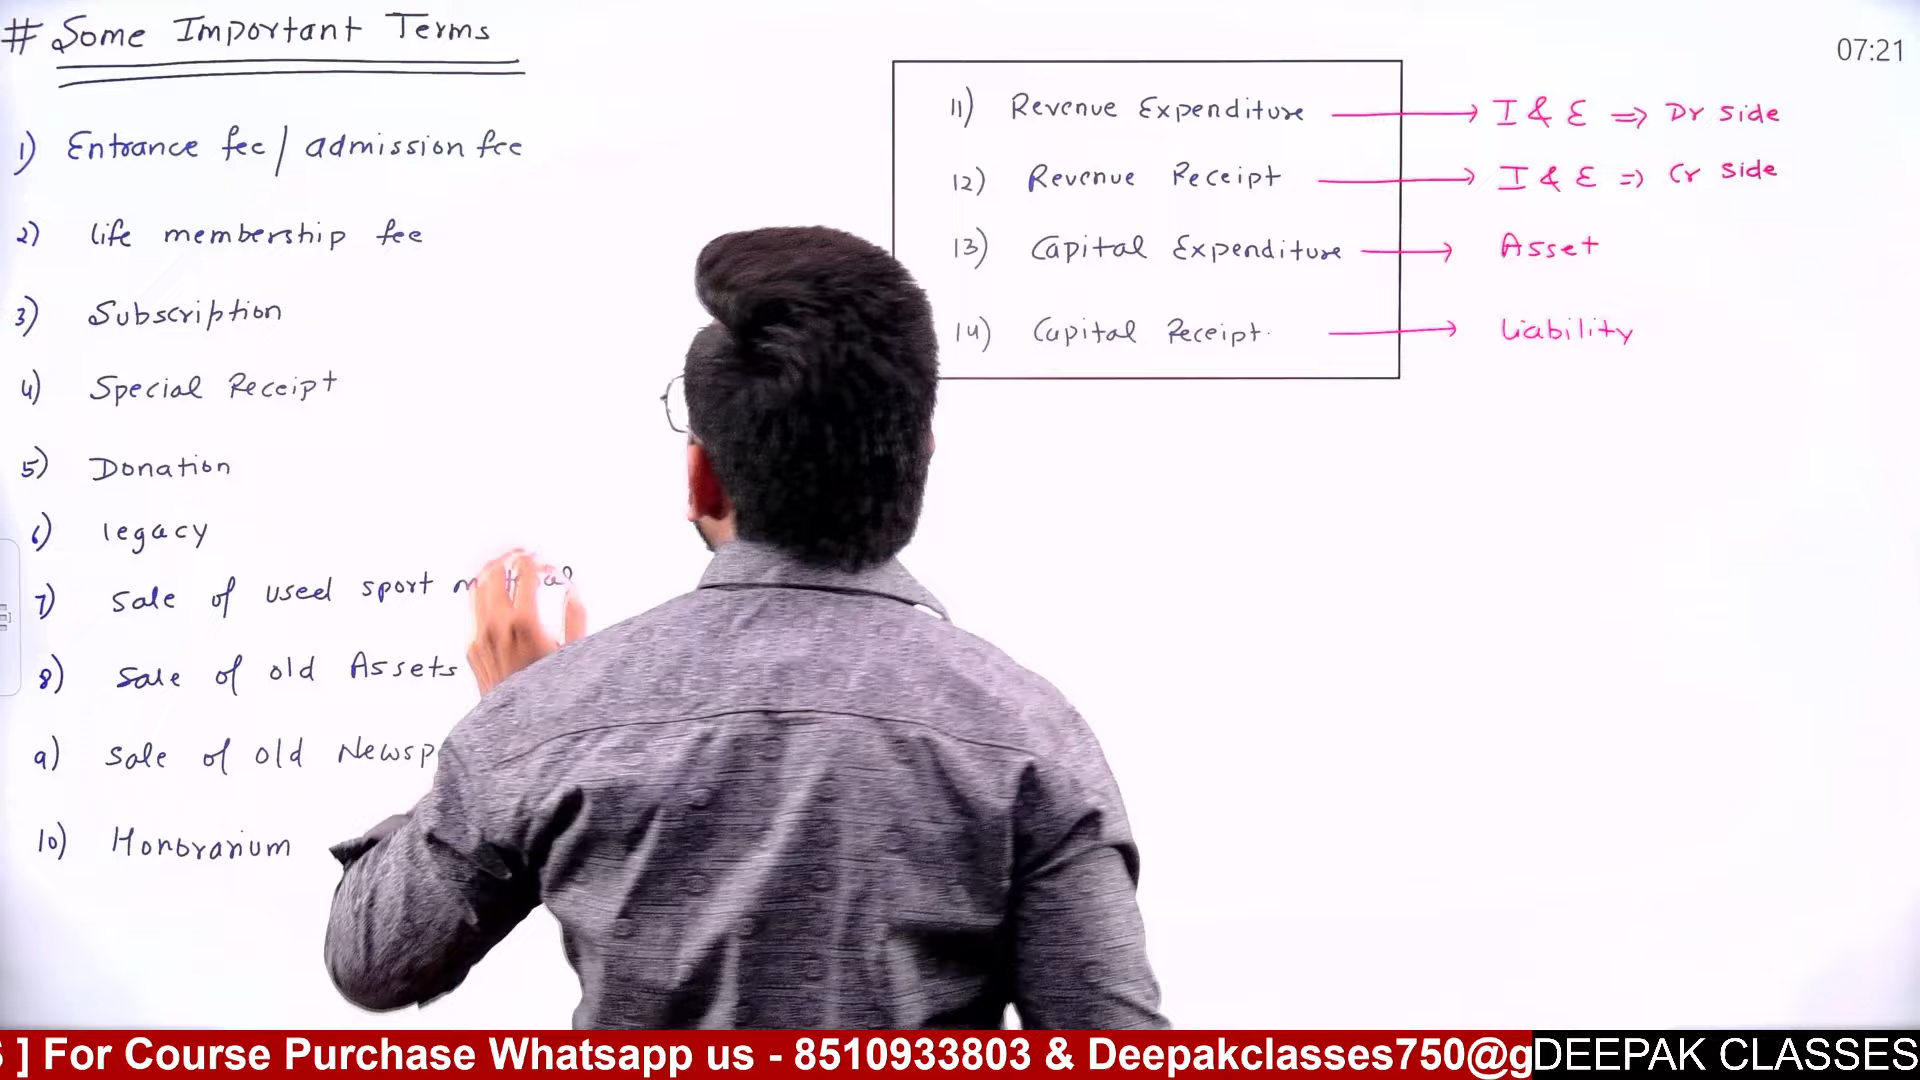 # Some Important Terms
1) Entrance fee / admission fee
2) life membership fee
3) Subscription
4) Special Receipt
5) Donation
6) legacy
7) Sale of used sport
8) Sale of old Assets
9) Sale of old Newsp
10) Honorarium
07:21
11) Revenue Expenditure → I & E ⇒ Dr side
12) Revenue Receipt → I & E ⇒ Cr side
13) Capital Expenditure → Asset
14) Capital Receipt → liability
] For Course Purchase Whatsapp us - 8510933803 & Deepakclasses750@g
DEEPAK CLASSES